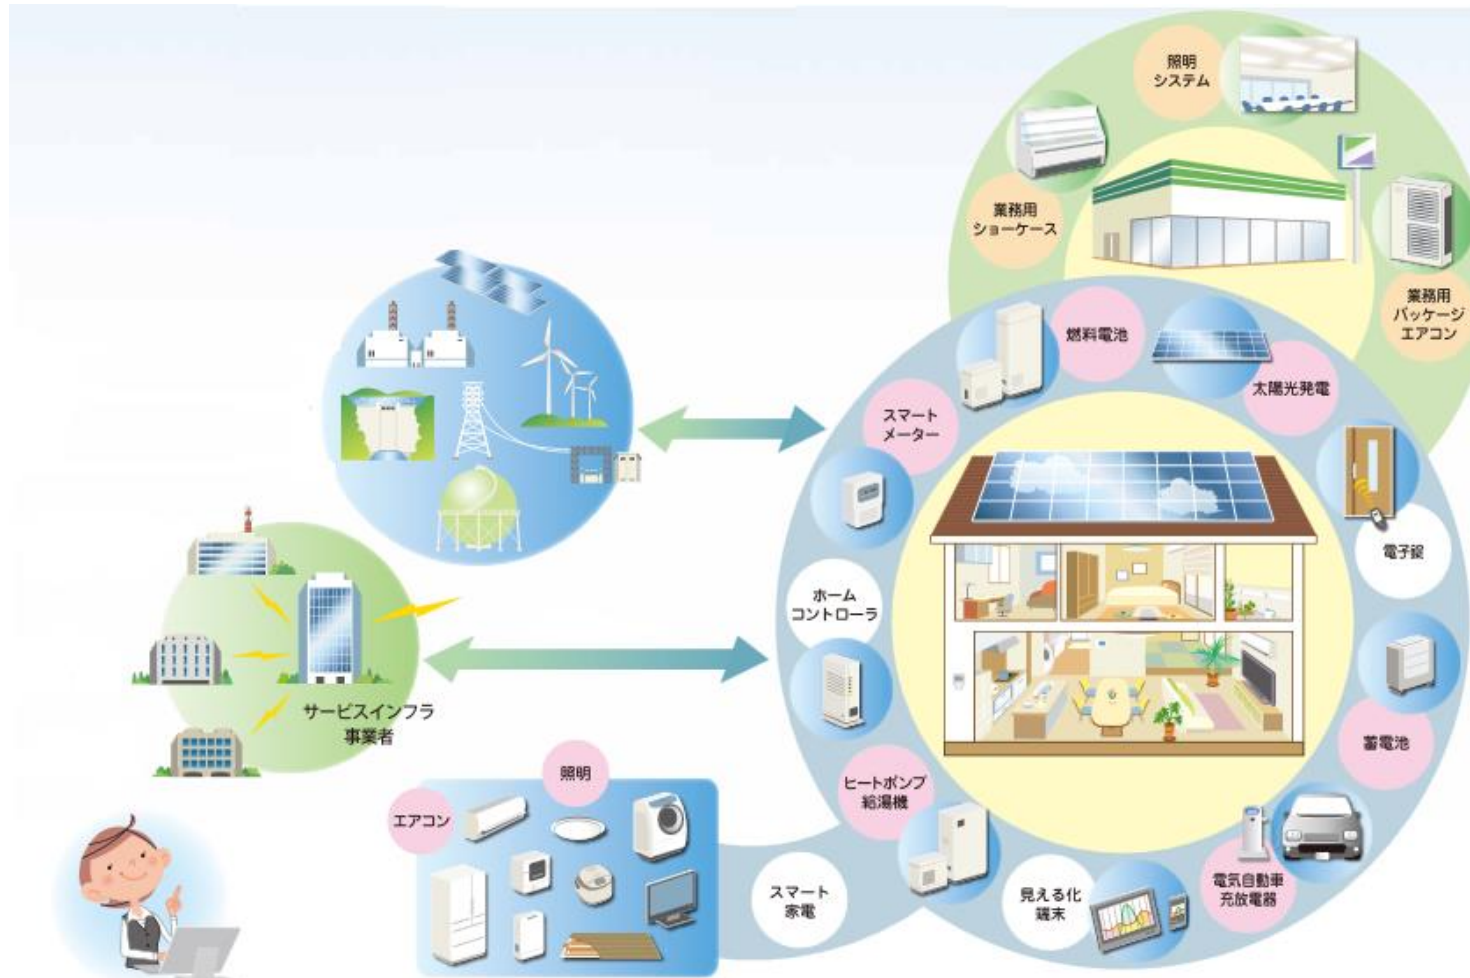 照明
システム
業務用
ショーケース
業務用
パッケージ
エアコン
燃料電池
太陽光発電
スマート
メーター
電子錠
ホーム
コントローラ
サービスインフラ
事業者
蓄電池
照明
ヒートポンプ
給湯機
エアコン
スマート
家電
見える化
端末
電気自動車
充放電器